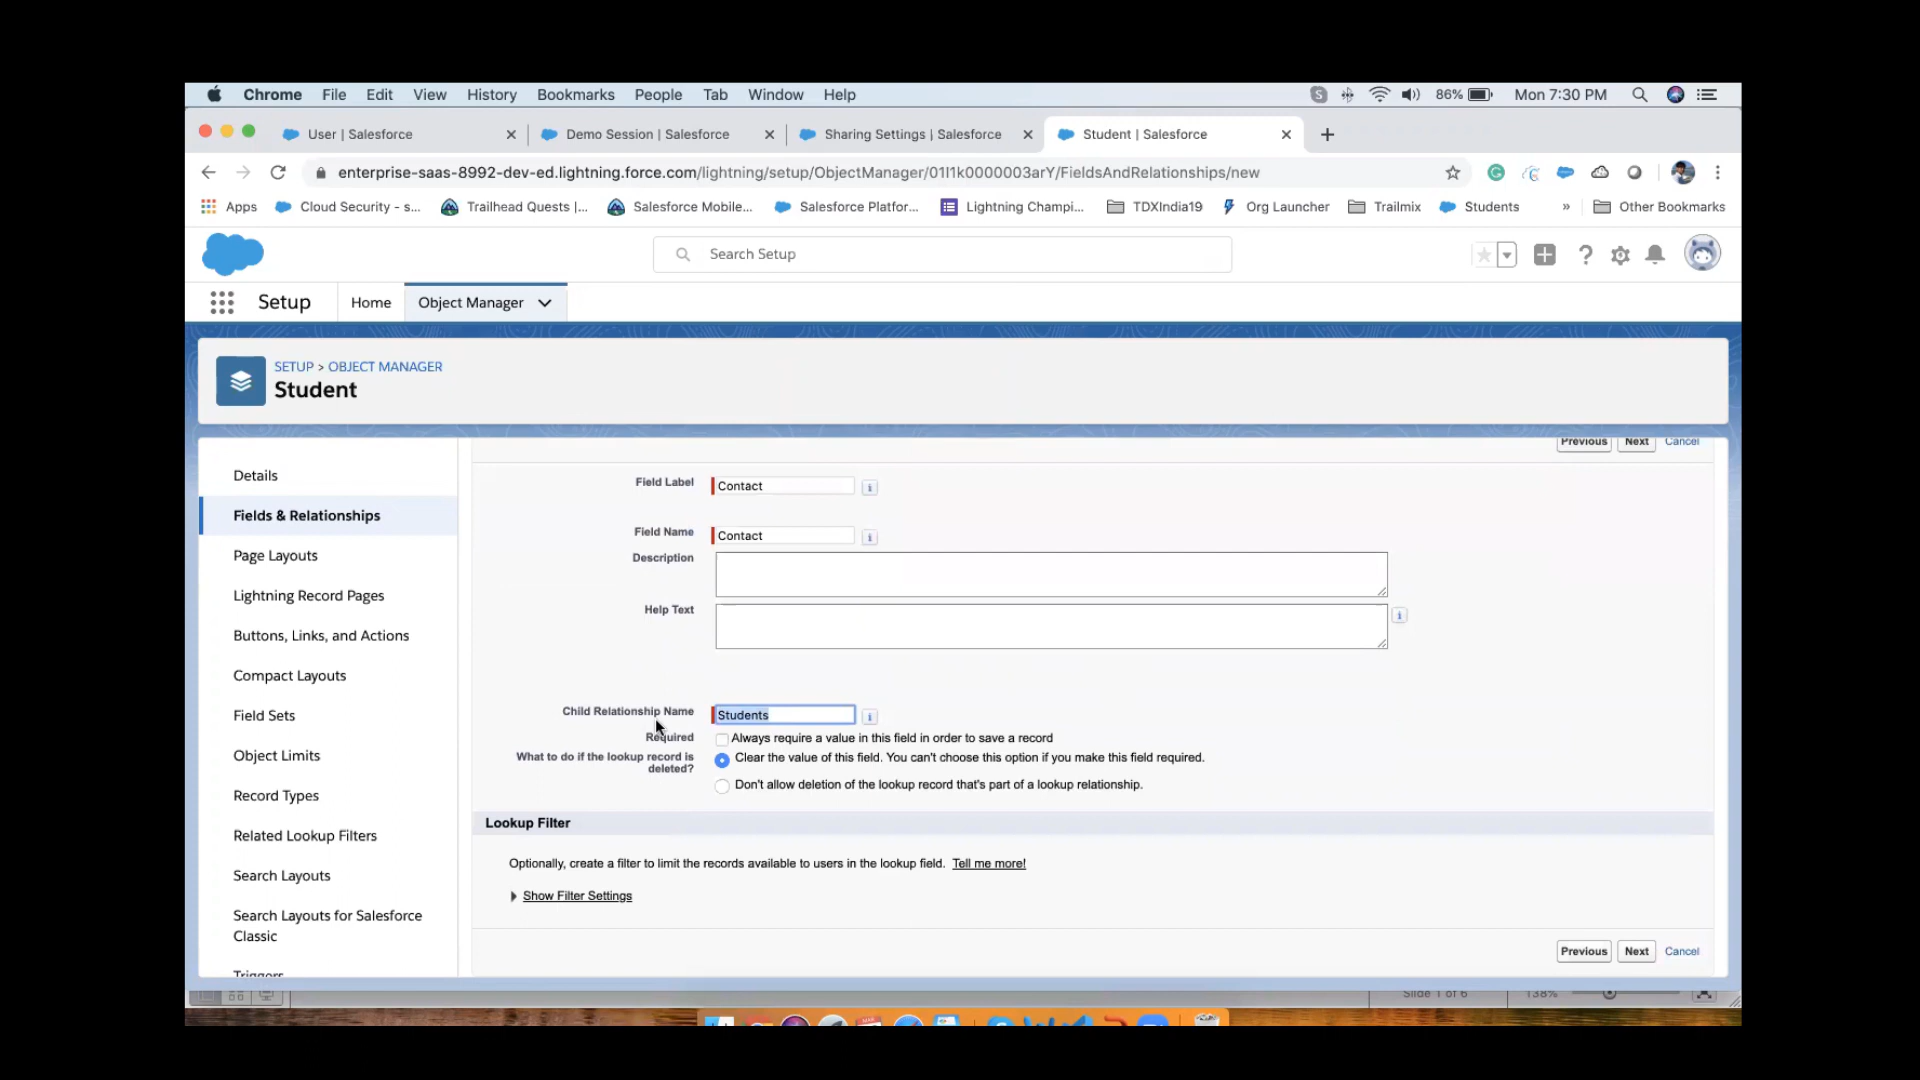 Chrome File Edit View History Bookmarks People Tab Window Help 86% Mon 7:30 PM
User | Salesforce Demo Session | Salesforce Sharing Settings | Salesforce Student | Salesforce
enterprise-saas-8992-dev-ed.lightning.force.com/lightning/setup/ObjectManager/01I1k0000003arY/FieldsAndRelationships/new
Apps Cloud Security - s... Trailhead Quests |... Salesforce Mobile... Salesforce Platfor... Lightning Champi... TDXIndia19 Org Launcher Trailmix Students » Other Bookmarks
Search Setup
Setup Home Object Manager
SETUP > OBJECT MANAGER
Student
Details
Fields & Relationships
Page Layouts
Lightning Record Pages
Buttons, Links, and Actions
Compact Layouts
Field Sets
Object Limits
Record Types
Related Lookup Filters
Search Layouts
Search Layouts for Salesforce
Classic
Triggers
Previous Next Cancel
Field Label Contact
Field Name Contact
Description
Help Text
Child Relationship Name Students
Required Always require a value in this field in order to save a record
What to do if the lookup record is
deleted?
Clear the value of this field. You can't choose this option if you make this field required.
Don't allow deletion of the lookup record that's part of a lookup relationship.
Lookup Filter
Optionally, create a filter to limit the records available to users in the lookup field. Tell me more!
Show Filter Settings
Previous Next Cancel
Slide 1 of 6 138%